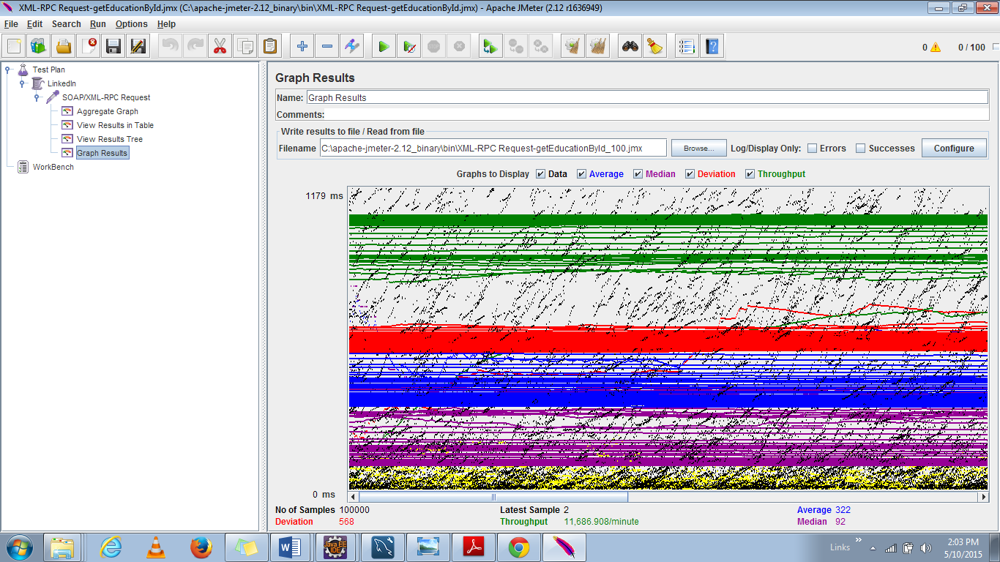 XML-RPC Request-getEducationById.jmx (C:\apache-jmeter-2.12_binary\bin\XML-RPC Request-getEducationById.jmx) - Apache JMeter (2.12 r1636949)
File Edit Search Run Options Help
0 0 / 100
Test Plan
LinkedIn
SOAP/XML-RPC Request
Aggregate Graph
View Results in Table
View Results Tree
Graph Results
WorkBench
Graph Results
Name: Graph Results
Comments:
Write results to file / Read from file
Filename C:\apache-jmeter-2.12_binary\bin\XML-RPC Request-getEducationById_100.jmx Browse... Log/Display Only: Errors Successes Configure
Graphs to Display Data Average Median Deviation Throughput
1179 ms
0 ms
No of Samples 100000 Latest Sample 2 Average 322
Deviation 568 Throughput 11,686.908/minute Median 92
Java EE
IDE
W
Links
2:03 PM
5/10/2015